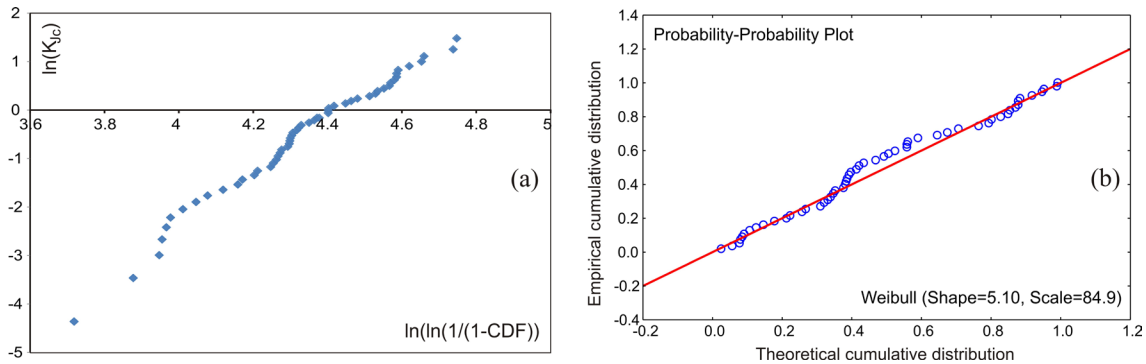 2
ln(K_Jc)
1
0
3.6 3.8 4 4.2 4.4 4.6 4.8 5
-1
-2
(a)
-3
-4
ln(ln(1/(1-CDF))
-5
1.4
Probability-Probability Plot
1.2
1.0
0.8
0.6
(b)
0.4
0.2
0.0
-0.2
Weibull (Shape=5.10, Scale=84.9)
-0.4
-0.2 0.0 0.2 0.4 0.6 0.8 1.0 1.2
Empirical cumulative distribution
Theoretical cumulative distribution